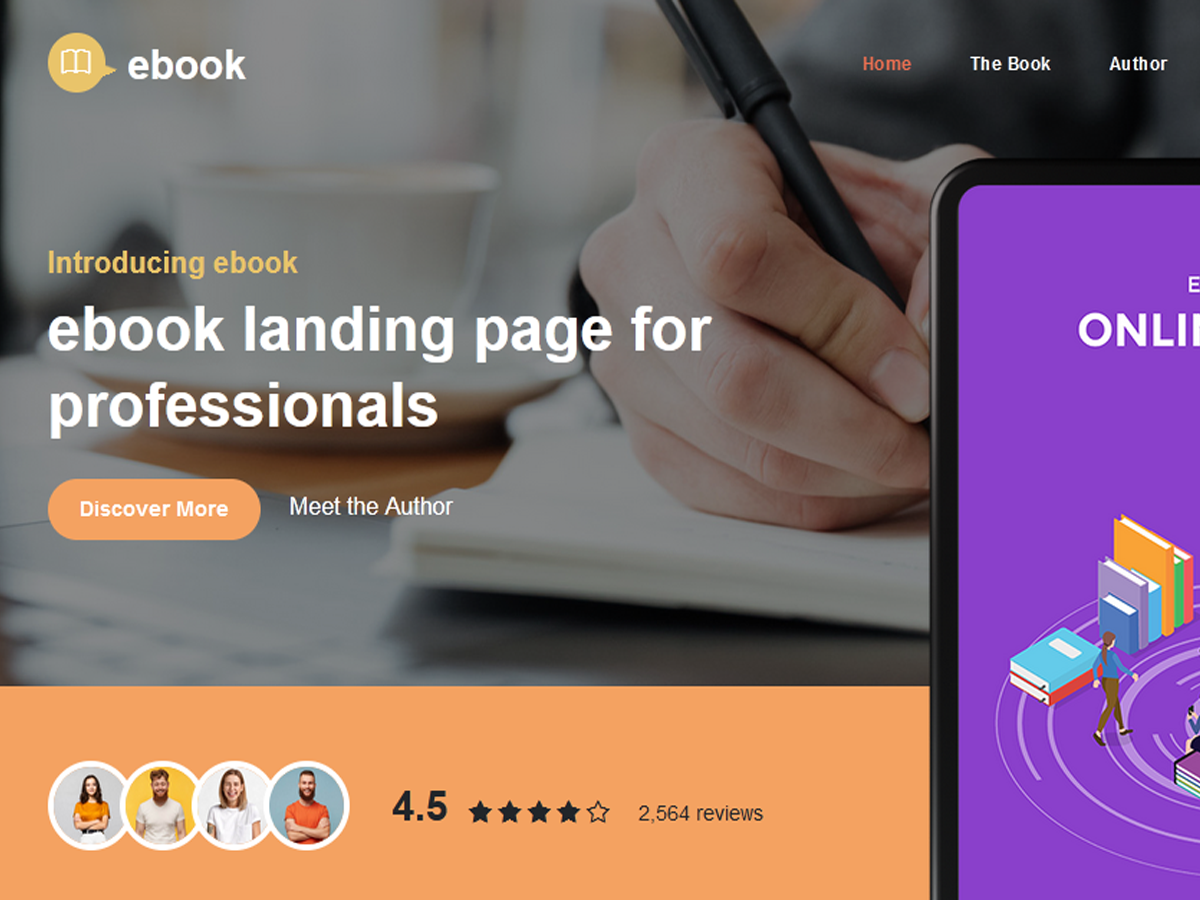 ebook
Home
The Book
Author
Introducing ebook
ebook landing page for
professionals
Discover More
Meet the Author
4.5
2,564 reviews